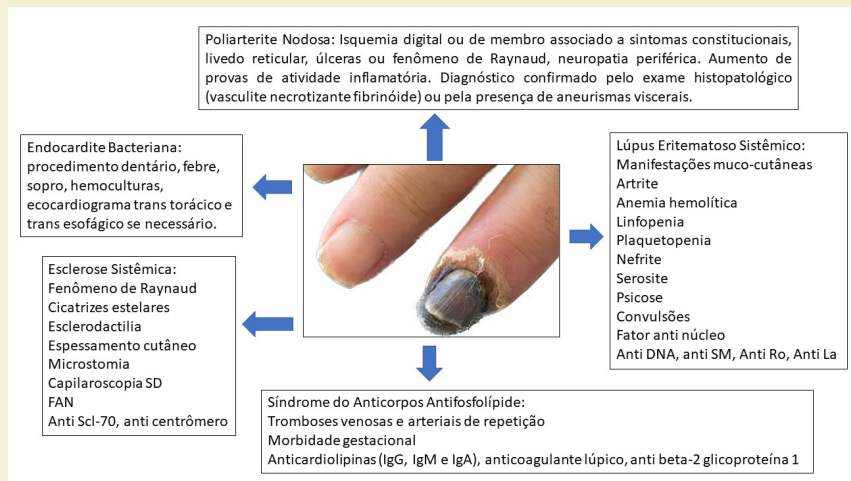 Poliarterite Nodosa: Isquemia digital ou de membro associado a sintomas constitucionais,
livedo reticular, úlceras ou fenômeno de Raynaud, neuropatia periférica. Aumento de
provas de atividade inflamatória. Diagnóstico confirmado pelo exame histopatológico
(vasculite necrotizante fibrinóide) ou pela presença de aneurismas viscerais.
Endocardite Bacteriana:
procedimento dentário, febre,
sopro, hemoculturas,
ecocardiograma trans torácico e
trans esofágico se necessário.
Lúpus Eritematoso Sistêmico:
Manifestações muco-cutâneas
Artrite
Anemia hemolítica
Linfopenia
Plaquetopenia
Nefrite
Serosite
Psicose
Convulsões
Fator anti núcleo
Anti DNA, anti SM, Anti Ro, Anti La
Esclerose Sistêmica:
Fenômeno de Raynaud
Cicatrizes estelares
Esclerodactilia
Espessamento cutâneo
Microstomia
Capilaroscopia SD
FAN
Anti Scl-70, anti centrômero
Síndrome do Anticorpos Antifosfolípide:
Tromboses venosas e arteriais de repetição
Morbidade gestacional
Anticardiolipinas (IgG, IgM e IgA), anticoagulante lúpico, anti beta-2 glicoproteína 1